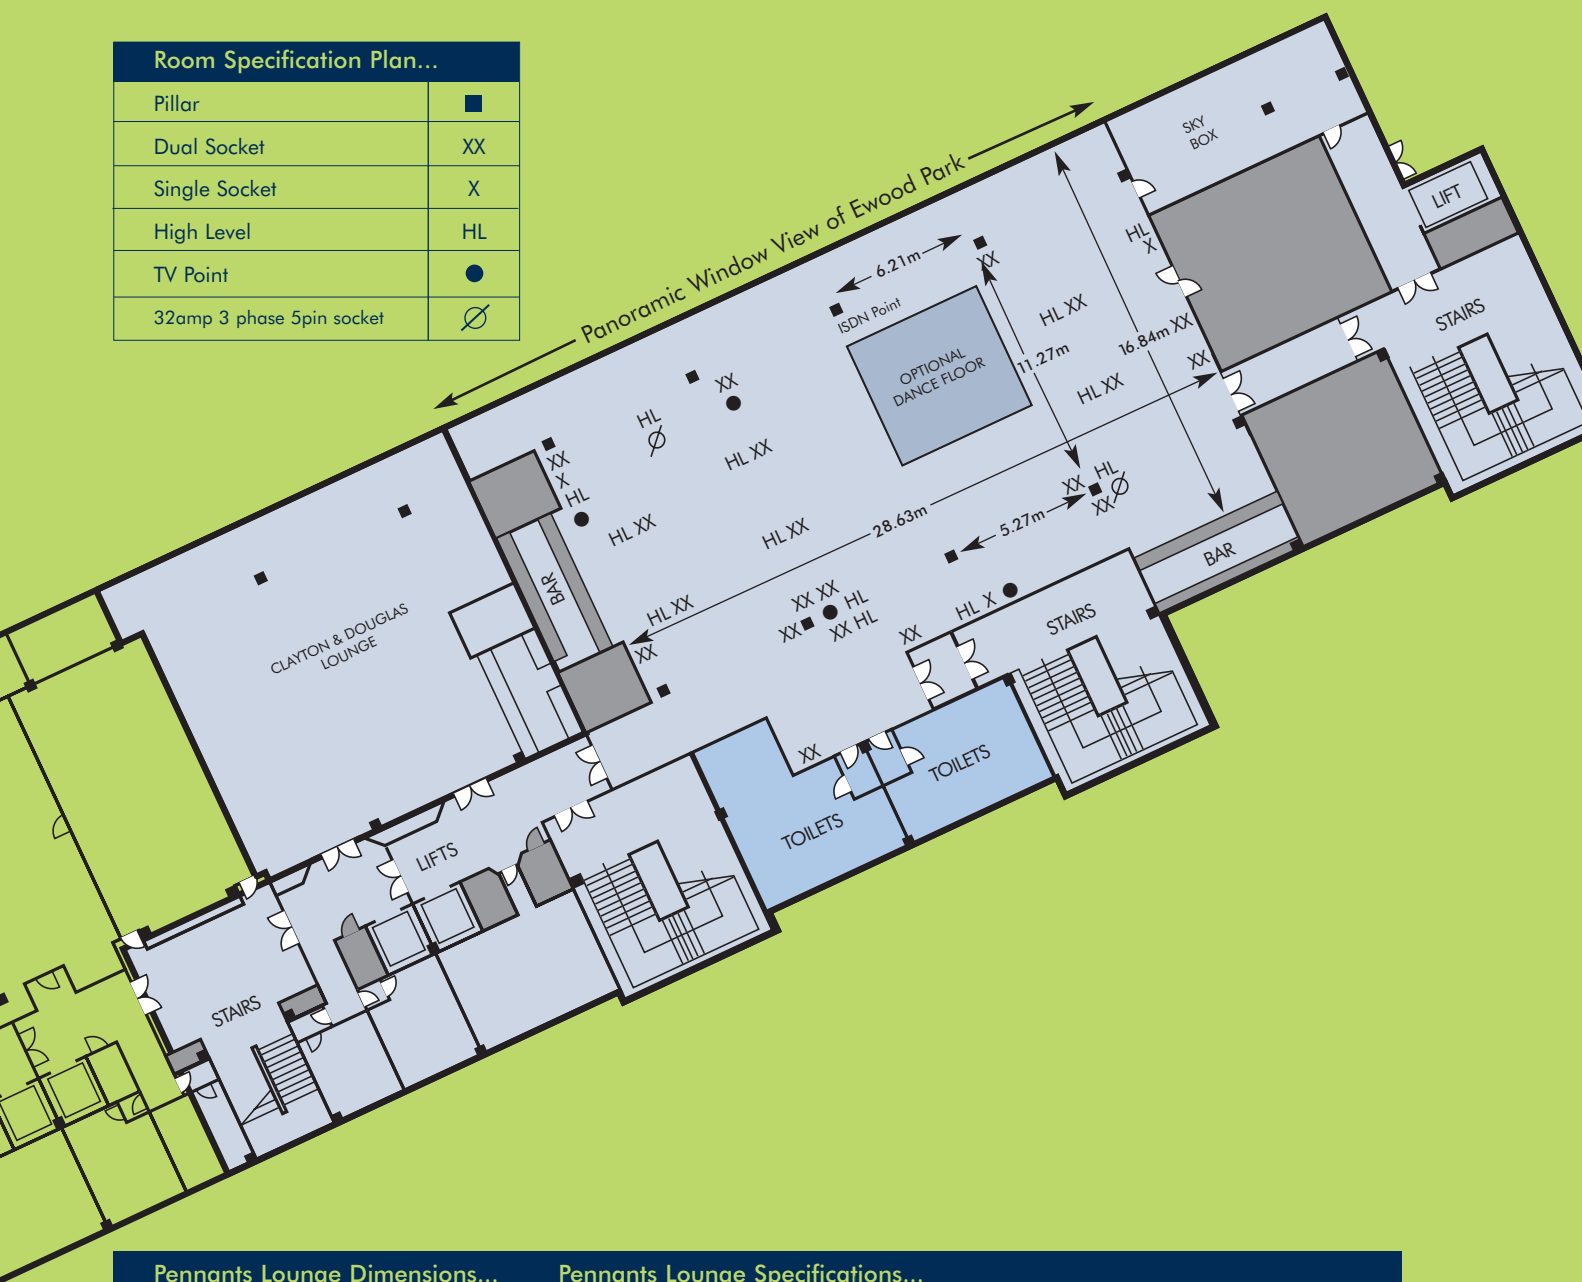 Room Specification Plan...
Pillar
Dual Socket XX
Single Socket X
High Level HL
TV Point
32amp 3 phase 5pin socket
Panoramic Window View of Ewood Park
SKY
BOX
LIFT
STAIRS
HL
X
6.21m
XX
ISDN Point
OPTIONAL
DANCE FLOOR
HL XX
11.27m
16.84m
XX
XX
HL XX
XX
HL
HL XX
XX
X
HL
HL XX
HL XX
28.63m
XX
HL
XX
5.27m
BAR
BAR
HL XX
XX
XX XX
HL
XX
XX HL
HL X
XX
STAIRS
CLAYTON & DOUGLAS
LOUNGE
XX
TOILETS
TOILETS
LIFTS
STAIRS
Pennants Lounge Dimensions...
Pennants Lounge Specifications...